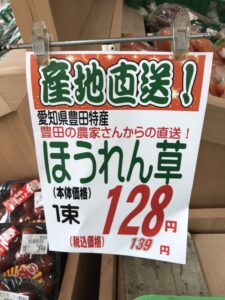 産地直送！
愛知県豊田特産
豊田の農家さんからの直送！
ほうれん草
(本体価格)
1束 128円
(税込価格) 139円